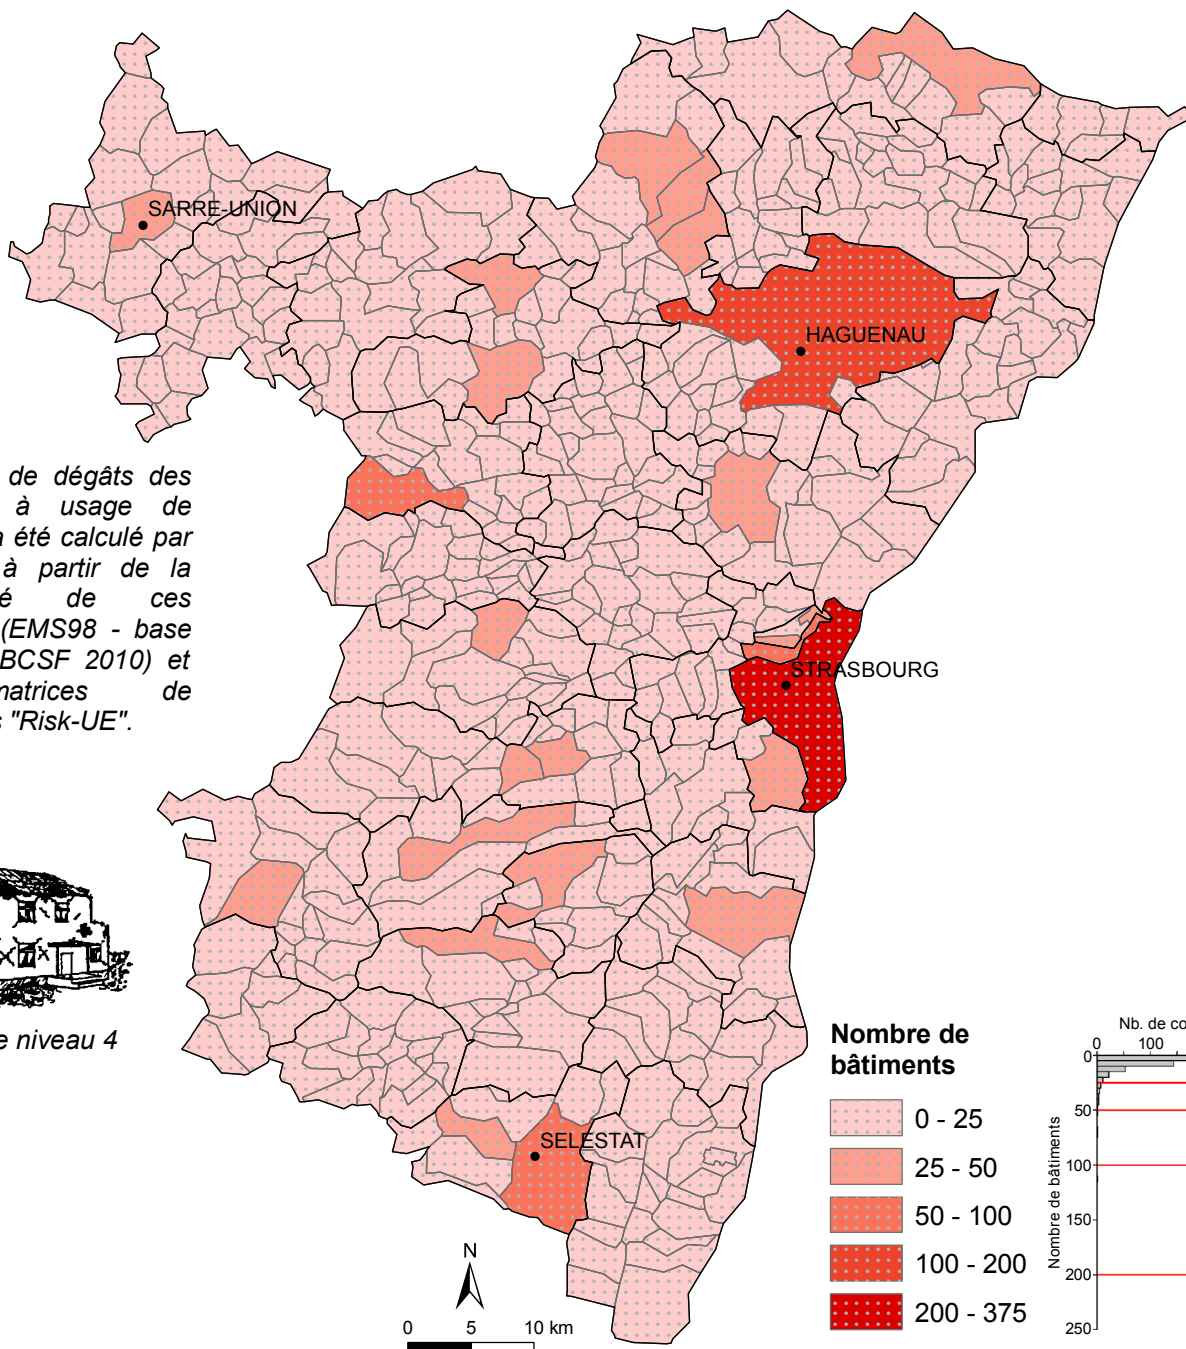 SARRE-UNION
HAGUENAU
de dégâts des
à usage de
a été calculé par
à partir de la
é de ces
(EMS98 - base
BCSF 2010) et
matrices de
s "Risk-UE".
STRASBOURG
e niveau 4
SELESTAT
N
0 5 10 km
Nombre de
bâtiments
0 - 25
25 - 50
50 - 100
100 - 200
200 - 375
Nb. de co
0 100
0
50
100
150
200
250
Nombre de bâtiments